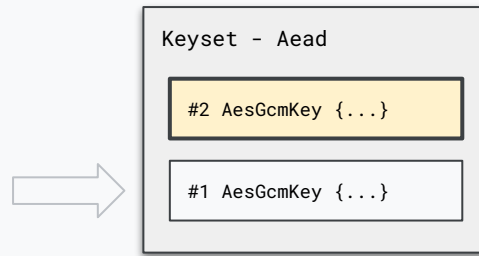 Keyset - Aead
#2 AesGcmKey {...}
#1 AesGcmKey {...}